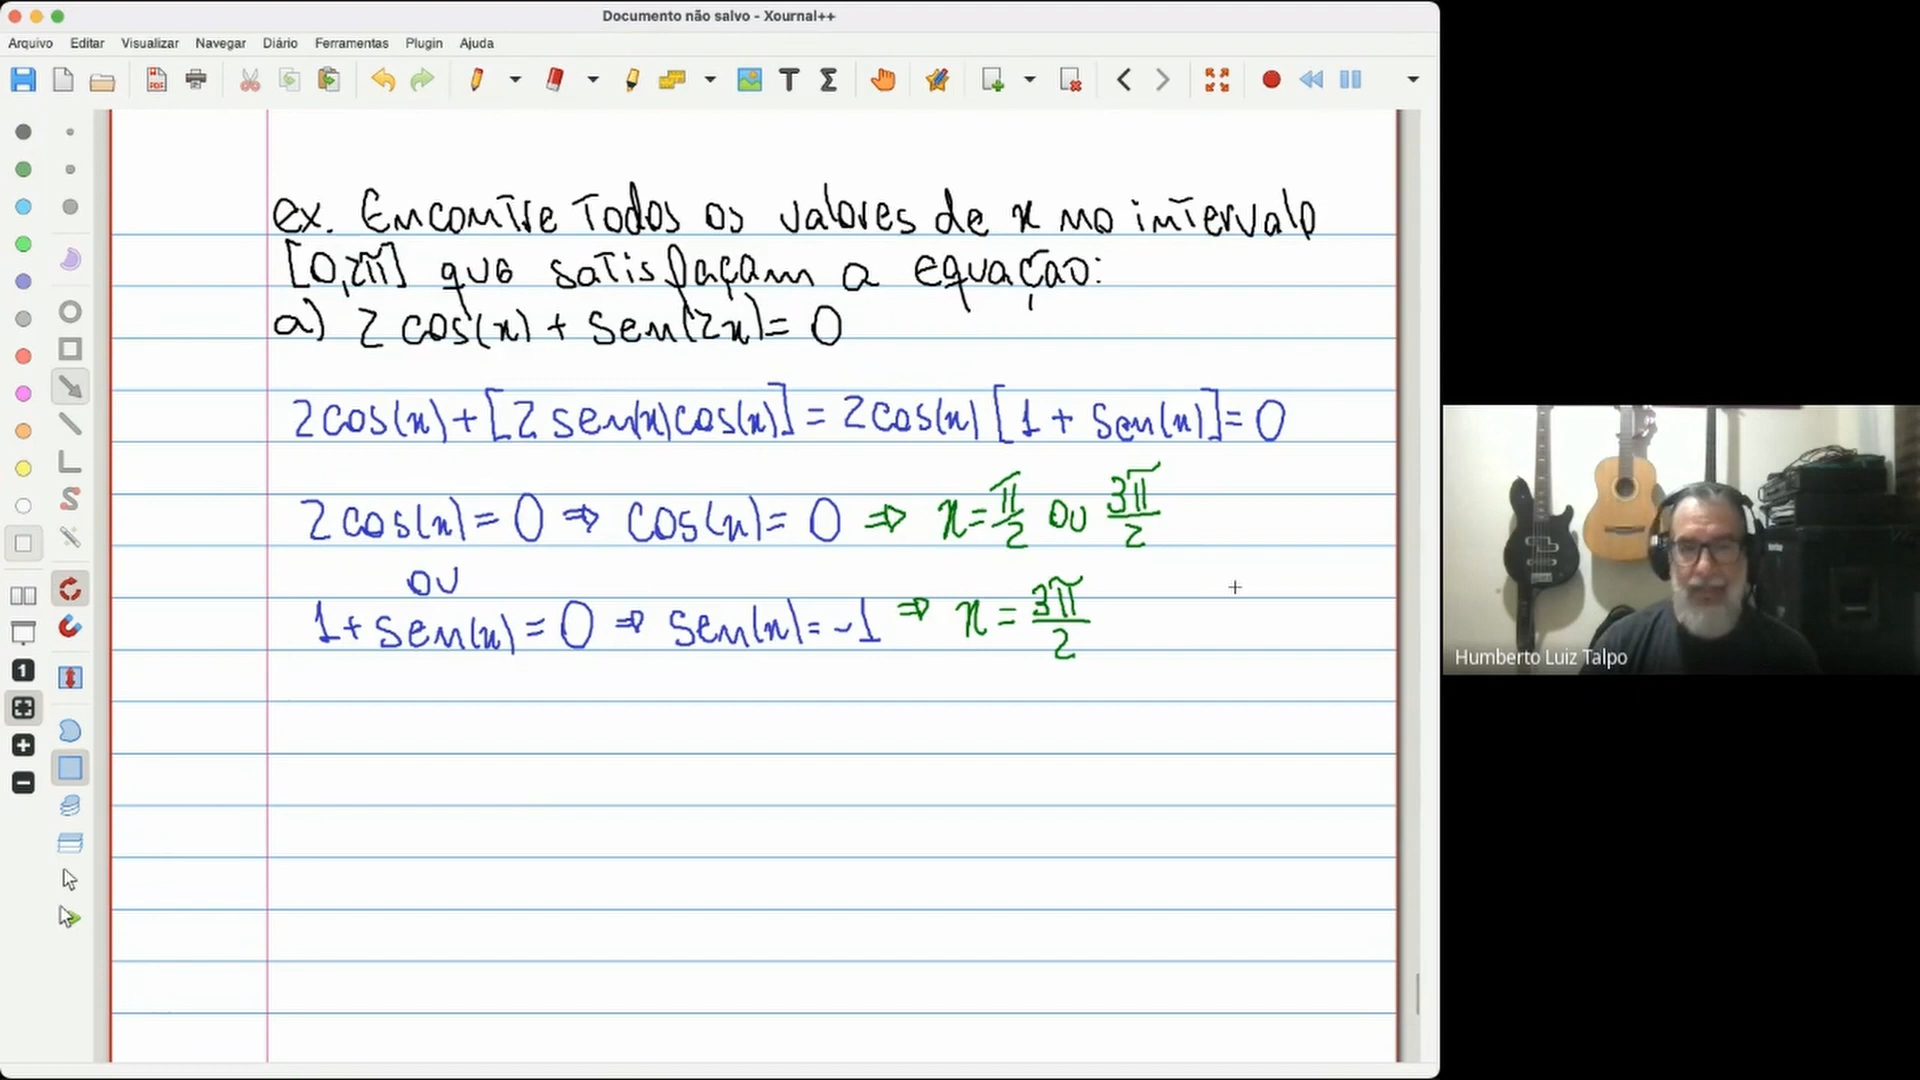 Documento não salvo - Xournal++
Arquivo Editar Visualizar Navegar Diário Ferramentas Plugin Ajuda
ex. Encontre Todos os valores de x no intervalo
[0,2π] que satisfaçam a equação:
a) 2 cos(x) + sen(2x) = 0
2cos(x) + [2 sen(x)cos(x)] = 2cos(x) [1 + sen(x)] = 0
2cos(x) = 0 ⇒ cos(x) = 0 ⇒ x = π/2 ou 3π/2
ou
1 + sen(x) = 0 ⇒ sen(x) = -1 ⇒ x = 3π/2
Humberto Luiz Talpo